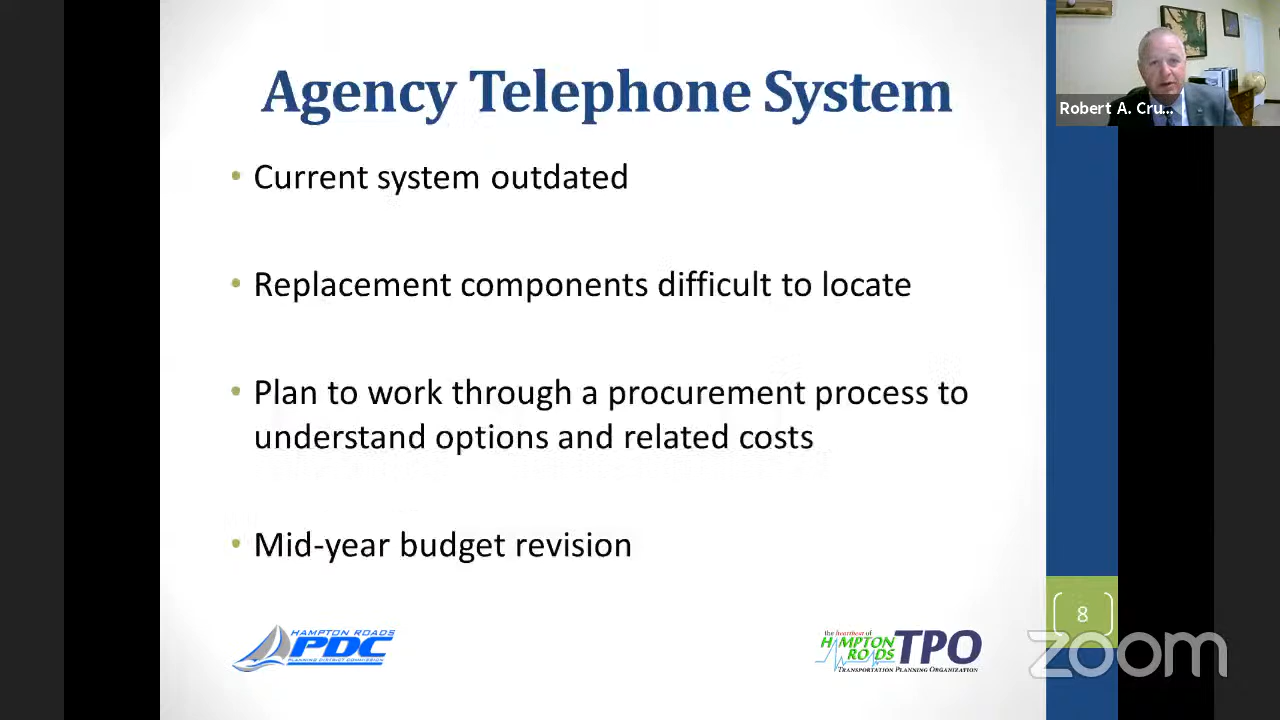 Agency Telephone System
Robert A. Cru...
• Current system outdated
• Replacement components difficult to locate
• Plan to work through a procurement process to
understand options and related costs
• Mid-year budget revision
HAMPTON ROADS
PDC
PLANNING DISTRICT COMMISSION
the heartbeat of
HAMPTON
ROADS
TPO
TRANSPORTATION PLANNING ORGANIZATION
8
zoom